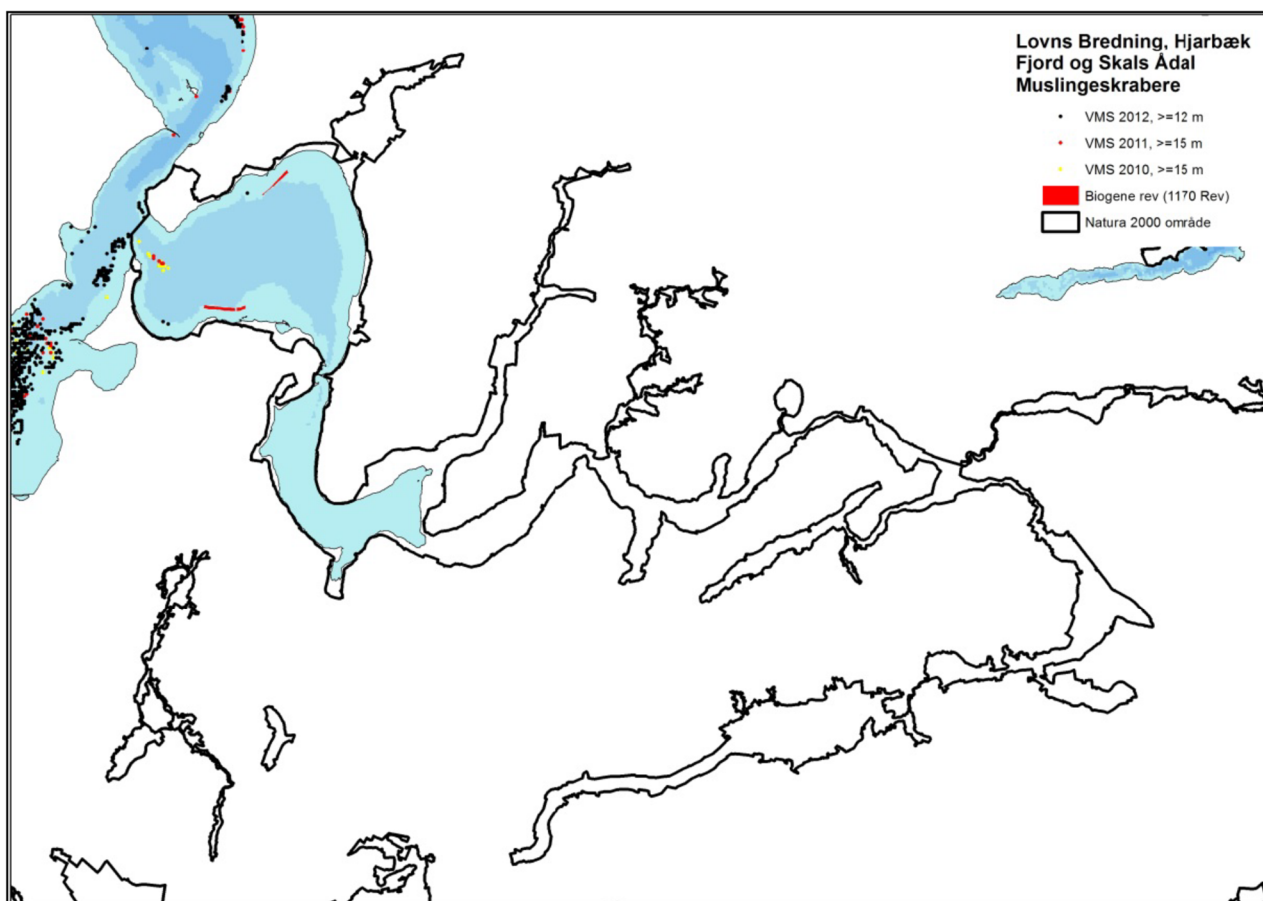 Lovns Bredning, Hjarbæk
Fjord og Skals Ådal
Muslingeskrabere
VMS 2012, >=12 m
VMS 2011, >=15 m
VMS 2010, >=15 m
Biogene rev (1170 Rev)
Natura 2000 område